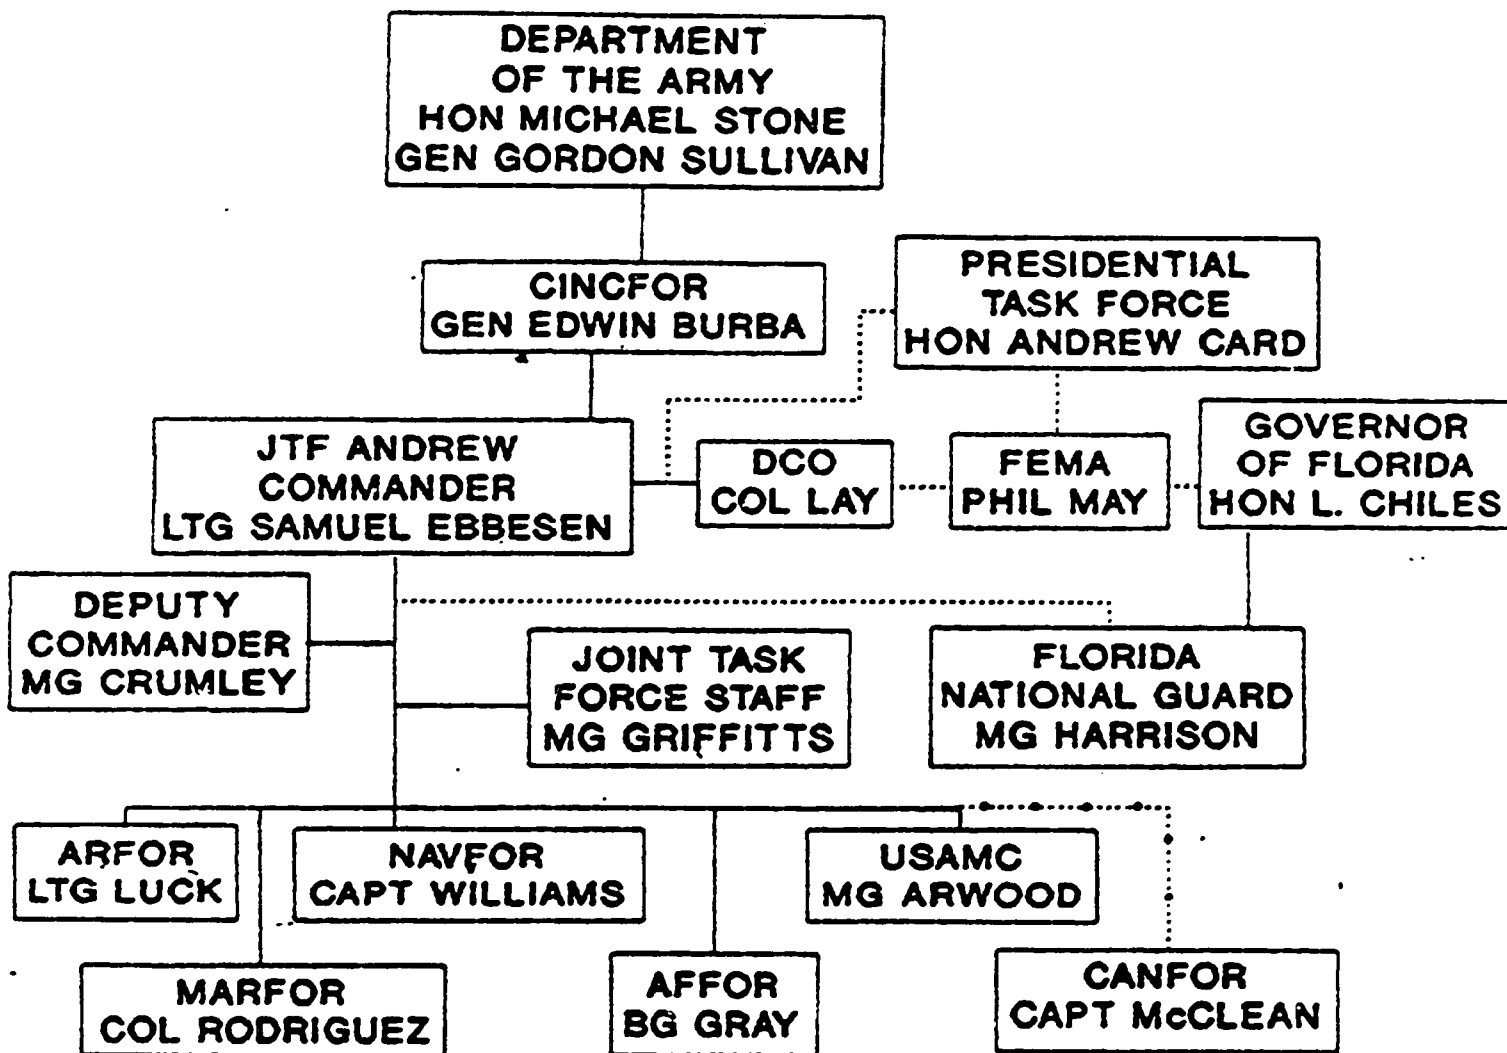 DEPARTMENT
OF THE ARMY
HON MICHAEL STONE
GEN GORDON SULLIVAN
CINCFOR
GEN EDWIN BURBA
PRESIDENTIAL
TASK FORCE
HON ANDREW CARD
JTF ANDREW
COMMANDER
LTG SAMUEL EBBESEN
DCO
COL LAY
FEMA
PHIL MAY
GOVERNOR
OF FLORIDA
HON L. CHILES
DEPUTY
COMMANDER
MG CRUMLEY
JOINT TASK
FORCE STAFF
MG GRIFFITTS
FLORIDA
NATIONAL GUARD
MG HARRISON
ARFOR
LTG LUCK
NAVFOR
CAPT WILLIAMS
USAMC
MG ARWOOD
MARFOR
COL RODRIGUEZ
AFFOR
BG GRAY
CANFOR
CAPT McCLEAN